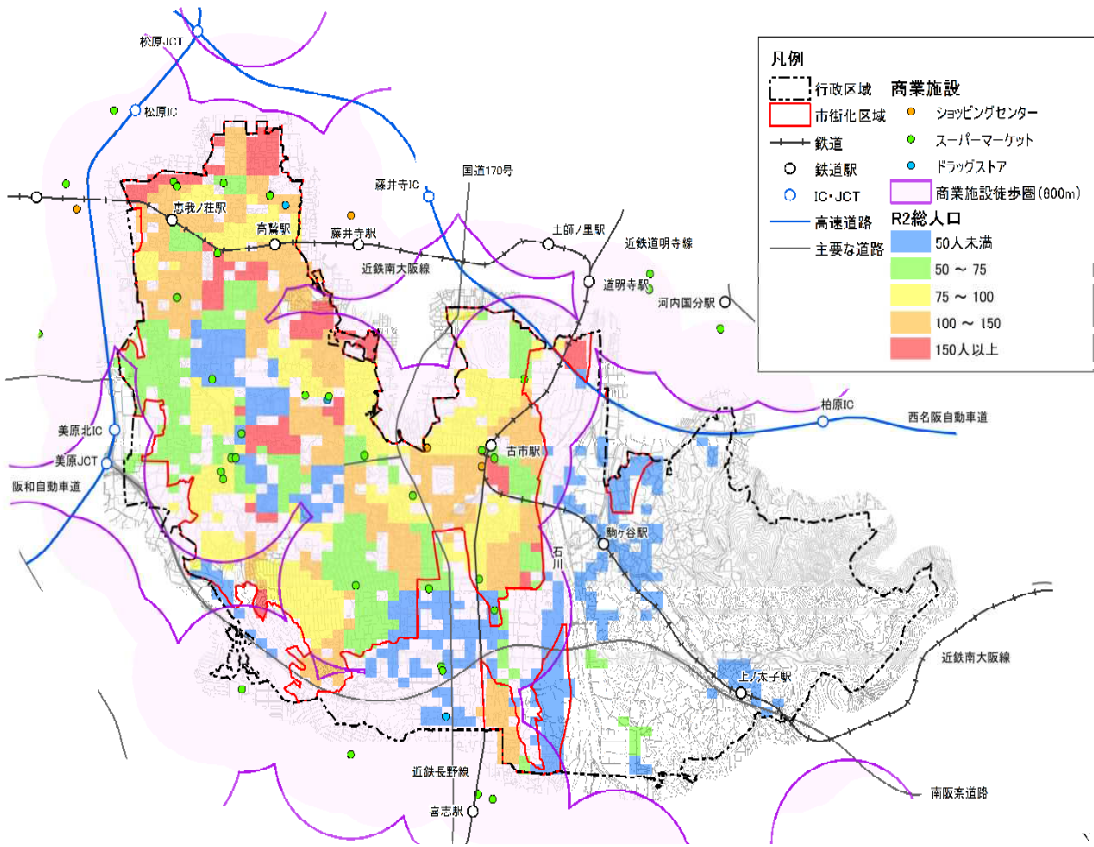 松原JCT
松原IC
恵我ノ荘駅
高鷲駅
藤井寺駅
藤井寺IC
国道170号
近鉄南大阪線
土師ノ里駅
近鉄道明寺線
道明寺駅
河内国分駅
柏原IC
西名阪自動車道
美原北IC
美原JCT
阪和自動車道
古市駅
駒ヶ谷駅
石川
上ノ太子駅
近鉄南大阪線
近鉄長野線
喜志駅
南阪奈道路
凡例
行政区域
市街化区域
鉄道
鉄道駅
IC・JCT
高速道路
主要な道路
商業施設
ショッピングセンター
スーパーマーケット
ドラッグストア
商業施設徒歩圏(800m)
R2総人口
50人未満
50 ～ 75
75 ～ 100
100 ～ 150
150人以上